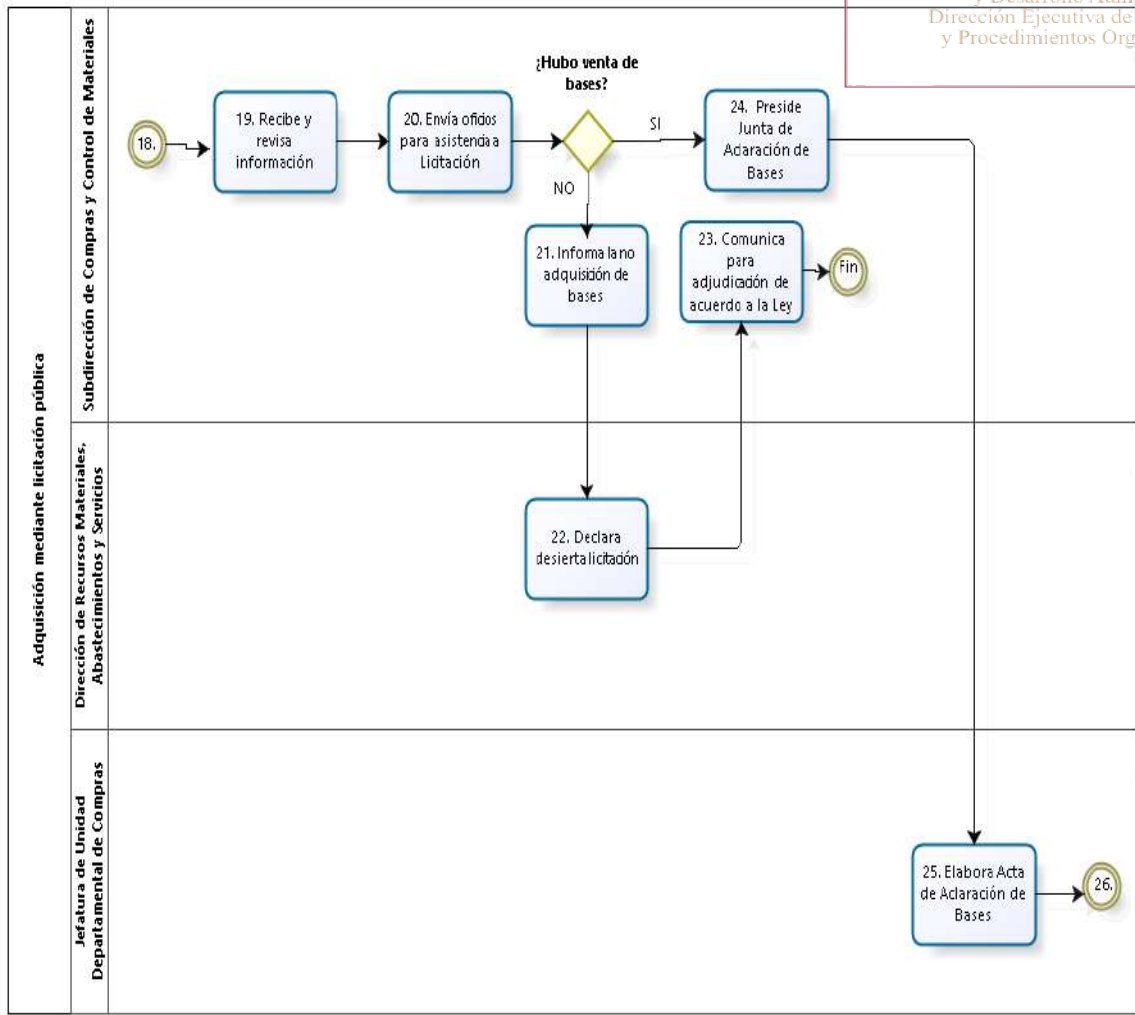 y Desarrollo Admi
Dirección Ejecutiva de
y Procedimientos Org
Adquisición mediante licitación pública
Subdirección de Compras y Control de Materiales
18.
19. Recibe y
revisa
información
20. Envía oficios
para asistencia a
Licitación
¿Hubo venta de
bases?
SI
NO
24. Preside
Junta de
Aclaración de
Bases
21. Informa la no
adquisición de
bases
23. Comunica
para
adjudicación de
acuerdo a la Ley
Fin
Dirección de Recursos Materiales,
Abastecimientos y Servicios
22. Declara
desierta licitación
Jefatura de Unidad
Departamental de Compras
25. Elabora Acta
de Aclaración de
Bases
26.